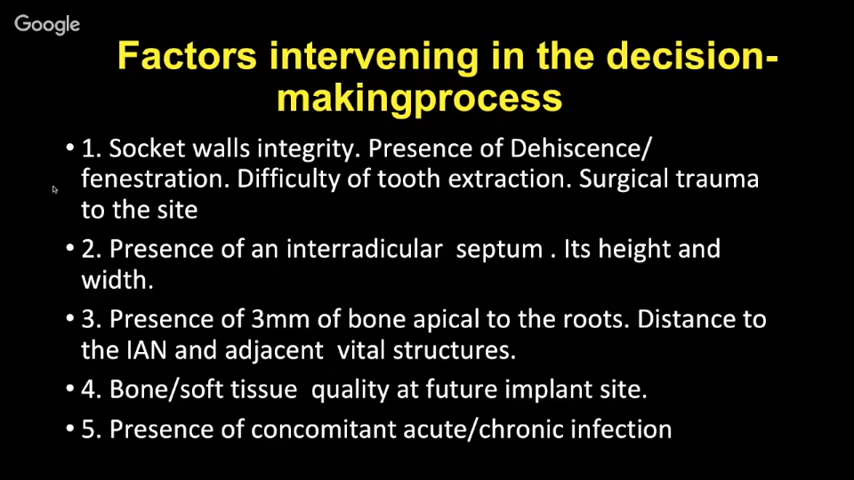 Google
Factors intervening in the decision-
makingprocess
• 1. Socket walls integrity. Presence of Dehiscence/
fenestration. Difficulty of tooth extraction. Surgical trauma
to the site
• 2. Presence of an interradicular  septum . Its height and
width.
• 3. Presence of 3mm of bone apical to the roots. Distance to
the IAN and adjacent  vital structures.
• 4. Bone/soft tissue  quality at future implant site.
• 5. Presence of concomitant acute/chronic infection